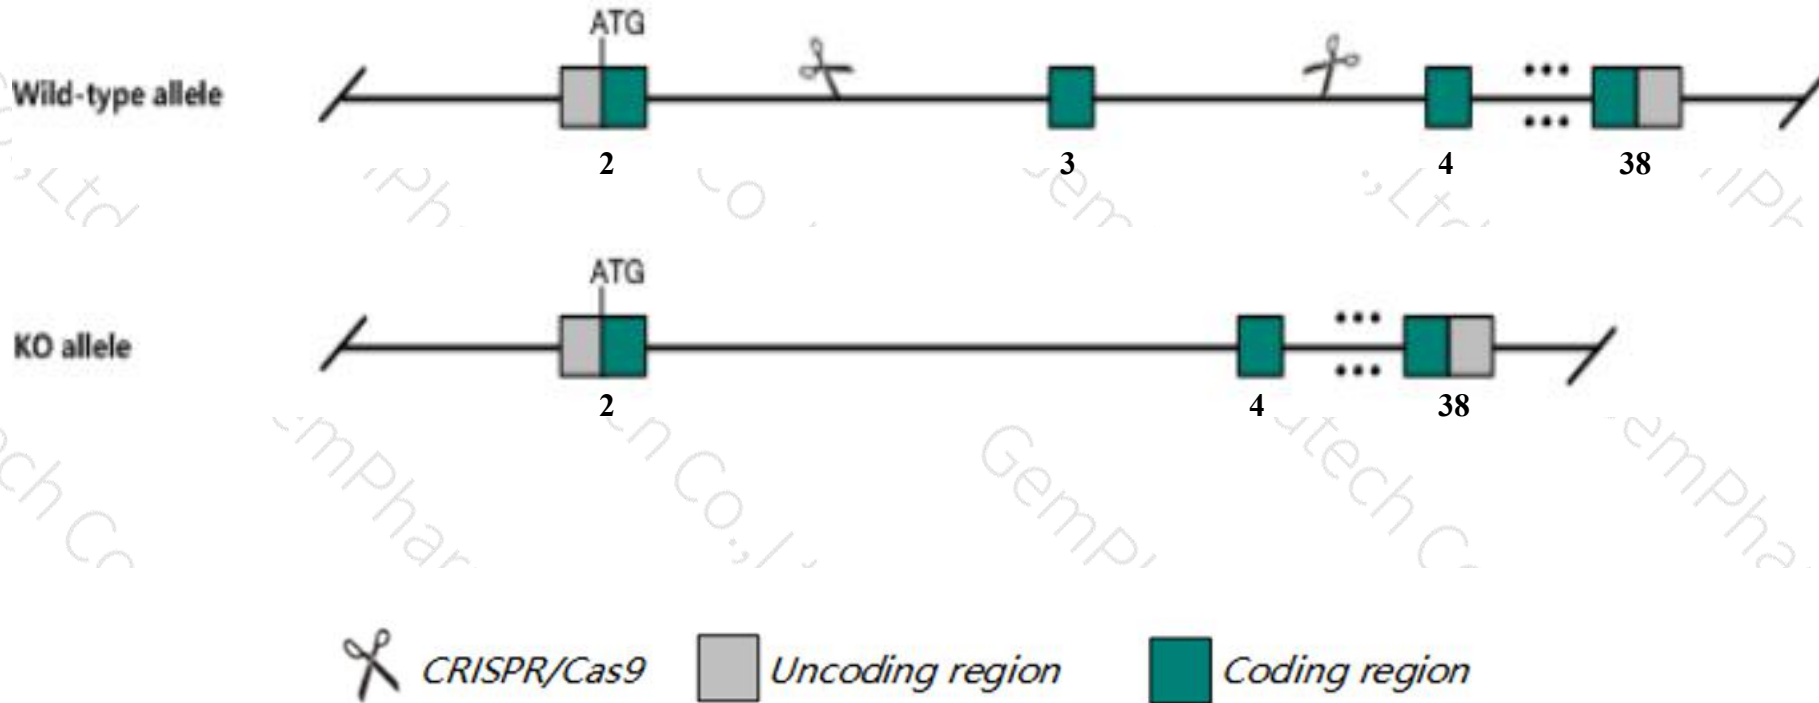 ATG
Wild-type allele
2 3 4 38
ATG
KO allele
2 4 38
GemPh
CRISPR/Cas9 Uncoding region Coding region